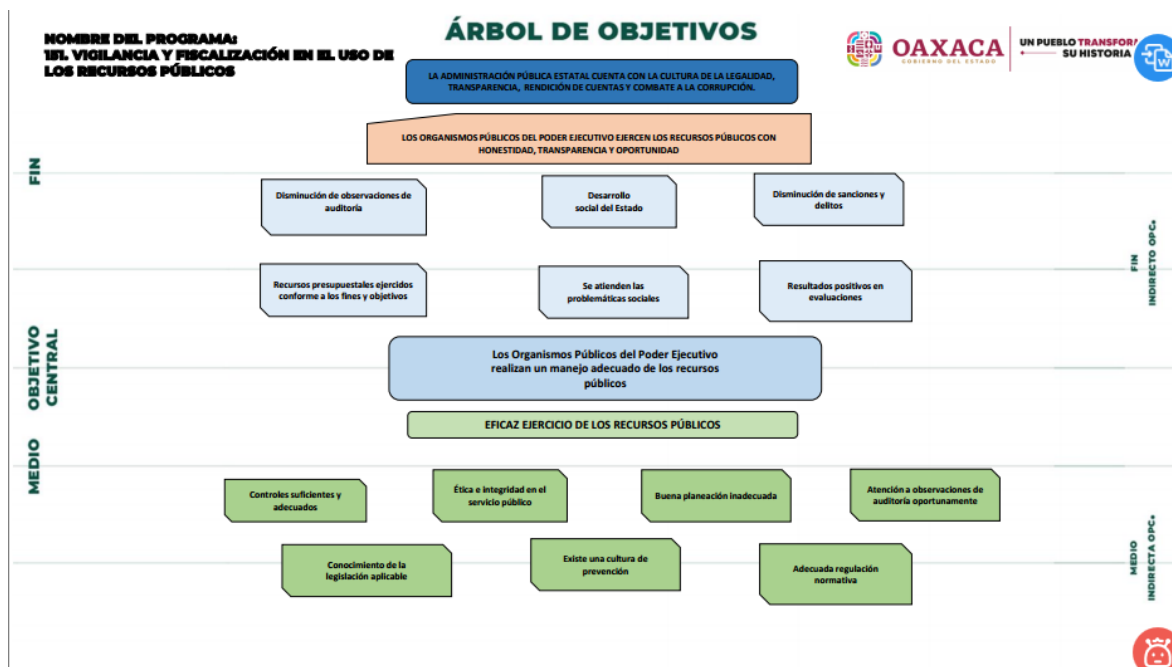 ÁRBOL DE OBJETIVOS
NOMBRE DEL PROGRAMA:
151. VIGILANCIA Y FISCALIZACIÓN EN EL USO DE
LOS RECURSOS PÚBLICOS
OAXACA
GOBIERNO DEL ESTADO
UN PUEBLO TRANSFOR
SU HISTORIA
W
LA ADMINISTRACIÓN PÚBLICA ESTATAL CUENTA CON LA CULTURA DE LA LEGALIDAD,
TRANSPARENCIA, RENDICIÓN DE CUENTAS Y COMBATE A LA CORRUPCIÓN.
LOS ORGANISMOS PÚBLICOS DEL PODER EJECUTIVO EJERCEN LOS RECURSOS PÚBLICOS CON
HONESTIDAD, TRANSPARENCIA Y OPORTUNIDAD
FIN
Disminución de observaciones de
auditoría
Desarrollo
social del Estado
Disminución de sanciones y
delitos
FIN
INDIRECTO OPC.
Recursos presupuestales ejercidos
conforme a los fines y objetivos
Se atienden las
problemáticas sociales
Resultados positivos en
evaluaciones
OBJETIVO
CENTRAL
Los Organismos Públicos del Poder Ejecutivo
realizan un manejo adecuado de los recursos
públicos
EFICAZ EJERCICIO DE LOS RECURSOS PÚBLICOS
MEDIO
Controles suficientes y
adecuados
Ética e integridad en el
servicio público
Buena planeación inadecuada
Atención a observaciones de
auditoría oportunamente
MEDIO
INDIRECTA OPC.
Conocimiento de la
legislación aplicable
Existe una cultura de
prevención
Adecuada regulación
normativa